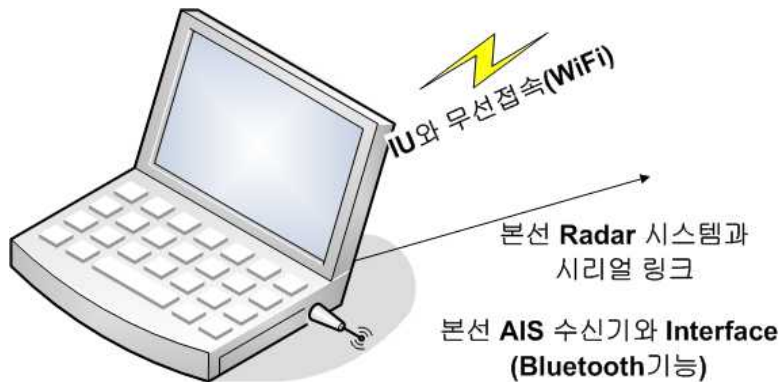 IU와 무선접속(WiFi)
본선 Radar 시스템과
시리얼 링크
본선 AIS 수신기와 Interface
(Bluetooth기능)